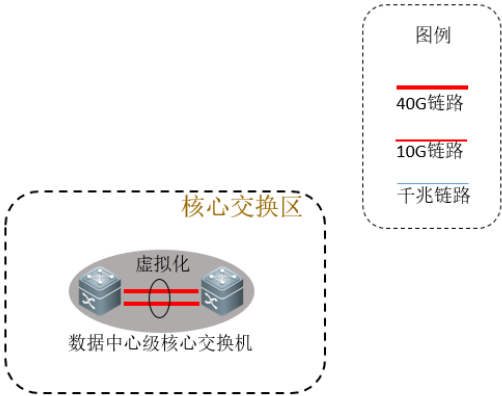 图例
40G链路
10G链路
千兆链路
核心交换区
虚拟化
数据中心级核心交换机